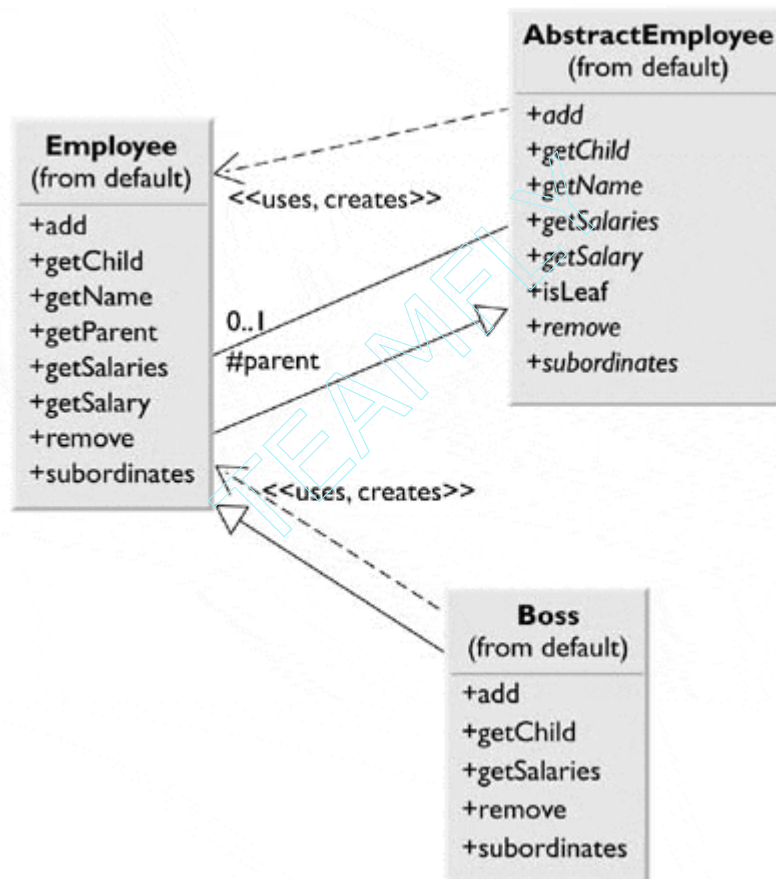 AbstractEmployee
(from default)
+add
+getChild
+getName
+getSalaries
+getSalary
+isLeaf
+remove
+subordinates
Employee
(from default)
+add
+getChild
+getName
+getParent
+getSalaries
+getSalary
+remove
+subordinates
<<uses, creates>>
0..1
#parent
<<uses, creates>>
TEAMFLY
Boss
(from default)
+add
+getChild
+getSalaries
+remove
+subordinates